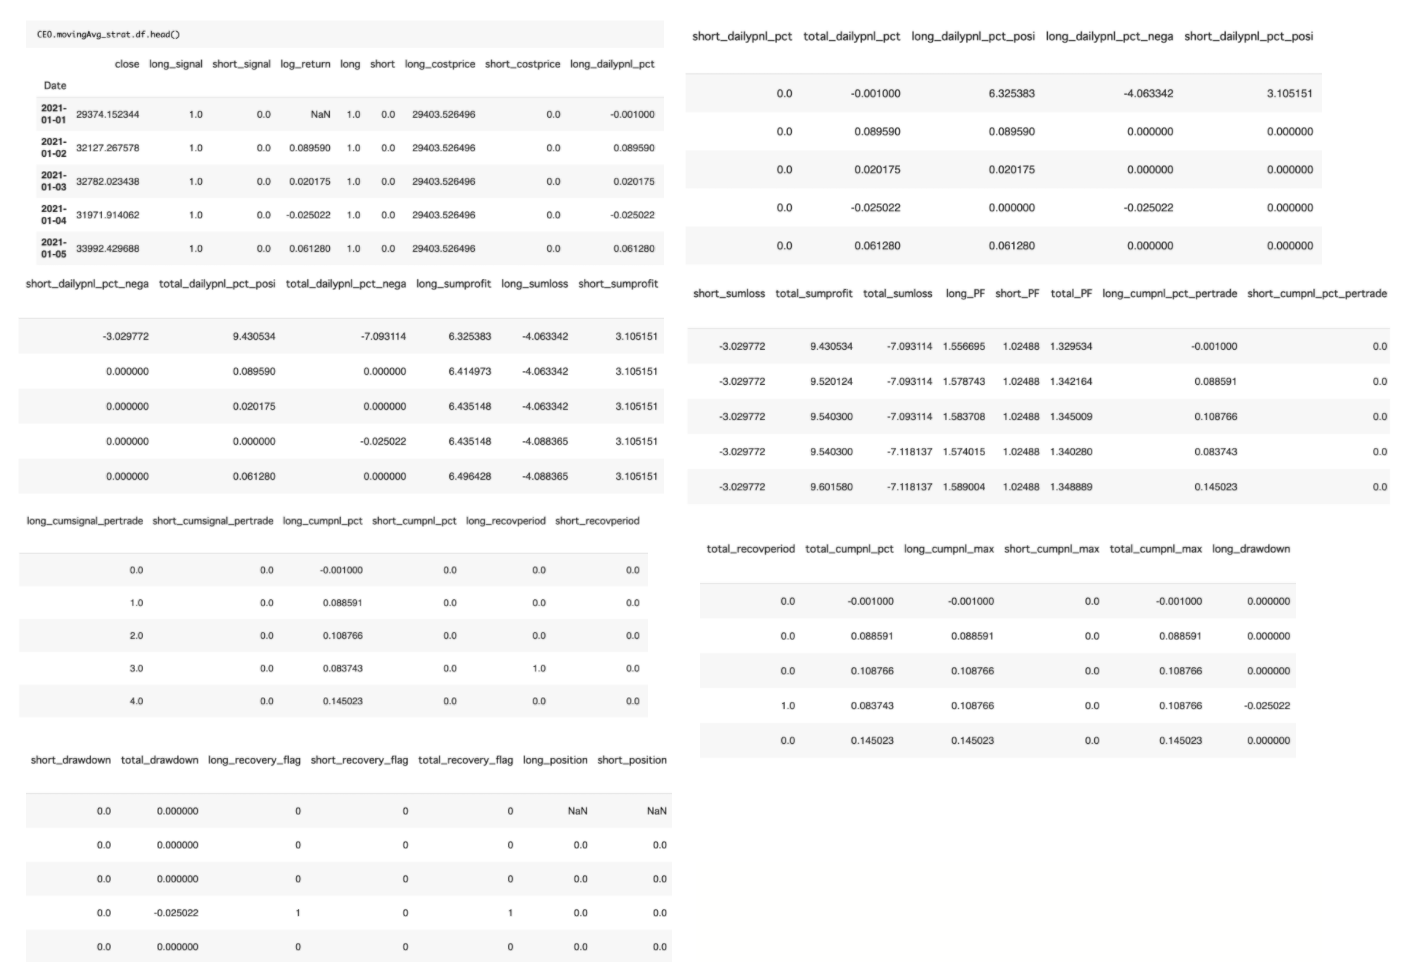 CEO.movingAvg_strat.df.head()
close long_signal short_signal log_return long short long_costprice short_costprice long_dailypnl_pct
Date
2021-01-01 29374.152344 1.0 0.0 NaN 1.0 0.0 29403.526496 0.0 -0.001000
2021-01-02 32127.267578 1.0 0.0 0.089590 1.0 0.0 29403.526496 0.0 0.089590
2021-01-03 32782.023438 1.0 0.0 0.020175 1.0 0.0 29403.526496 0.0 0.020175
2021-01-04 31971.914062 1.0 0.0 -0.025022 1.0 0.0 29403.526496 0.0 -0.025022
2021-01-05 33992.429688 1.0 0.0 0.061280 1.0 0.0 29403.526496 0.0 0.061280
short_dailypnl_pct total_dailypnl_pct long_dailypnl_pct_posi long_dailypnl_pct_nega short_dailypnl_pct_posi
0.0 -0.001000 6.325383 -4.063342 3.105151
0.0 0.089590 0.089590 0.000000 0.000000
0.0 0.020175 0.020175 0.000000 0.000000
0.0 -0.025022 0.000000 -0.025022 0.000000
0.0 0.061280 0.061280 0.000000 0.000000
short_dailypnl_pct_nega total_dailypnl_pct_posi total_dailypnl_pct_nega long_sumprofit long_sumloss short_sumprofit
-3.029772 9.430534 -7.093114 6.325383 -4.063342 3.105151
0.000000 0.089590 0.000000 6.414973 -4.063342 3.105151
0.000000 0.020175 0.000000 6.435148 -4.063342 3.105151
0.000000 0.000000 -0.025022 6.435148 -4.088365 3.105151
0.000000 0.061280 0.000000 6.496428 -4.088365 3.105151
short_sumloss total_sumprofit total_sumloss long_PF short_PF total_PF long_cumpnl_pct_pertrade short_cumpnl_pct_pertrade
-3.029772 9.430534 -7.093114 1.556695 1.02488 1.329534 -0.001000 0.0
-3.029772 9.520124 -7.093114 1.578743 1.02488 1.342164 0.088591 0.0
-3.029772 9.540300 -7.093114 1.583708 1.02488 1.345009 0.108766 0.0
-3.029772 9.540300 -7.118137 1.574015 1.02488 1.340280 0.083743 0.0
-3.029772 9.601580 -7.118137 1.589004 1.02488 1.348889 0.145023 0.0
long_cumsignal_pertrade short_cumsignal_pertrade long_cumpnl_pct short_cumpnl_pct long_recovperiod short_recovperiod
0.0 0.0 -0.001000 0.0 0.0 0.0
1.0 0.0 0.088591 0.0 0.0 0.0
2.0 0.0 0.108766 0.0 0.0 0.0
3.0 0.0 0.083743 0.0 1.0 0.0
4.0 0.0 0.145023 0.0 0.0 0.0
total_recovperiod total_cumpnl_pct long_cumpnl_max short_cumpnl_max total_cumpnl_max long_drawdown
0.0 -0.001000 -0.001000 0.0 -0.001000 0.000000
0.0 0.088591 0.088591 0.0 0.088591 0.000000
0.0 0.108766 0.108766 0.0 0.108766 0.000000
1.0 0.083743 0.108766 0.0 0.108766 -0.025022
0.0 0.145023 0.145023 0.0 0.145023 0.000000
short_drawdown total_drawdown long_recovery_flag short_recovery_flag total_recovery_flag long_position short_position
0.0 0.000000 0 0 0 NaN NaN
0.0 0.000000 0 0 0 0.0 0.0
0.0 0.000000 0 0 0 0.0 0.0
0.0 -0.025022 1 0 1 0.0 0.0
0.0 0.000000 0 0 0 0.0 0.0